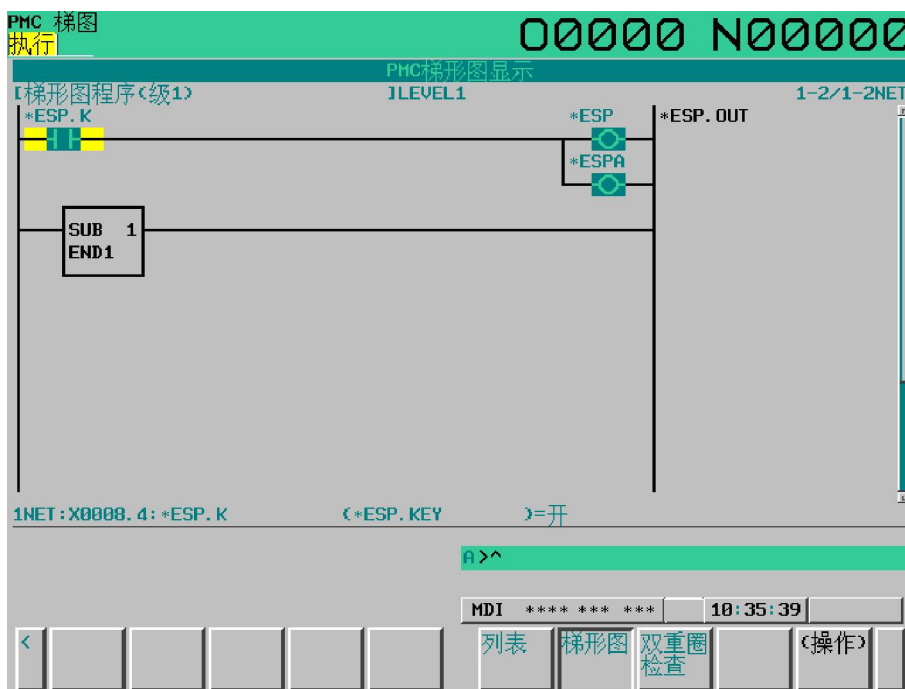 PMC 梯图
执行
O0000 N00000
PMC梯形图显示
[梯形图程序(级1) ]LEVEL1 1-2/1-2NET
*ESP.K *ESP *ESP.OUT
*ESPA
SUB 1
END1
1NET:X0008.4:*ESP.K (*ESP.KEY )=开
A>^
MDI **** *** *** 10:35:39
< 列表 梯形图 双重圈检查 (操作)